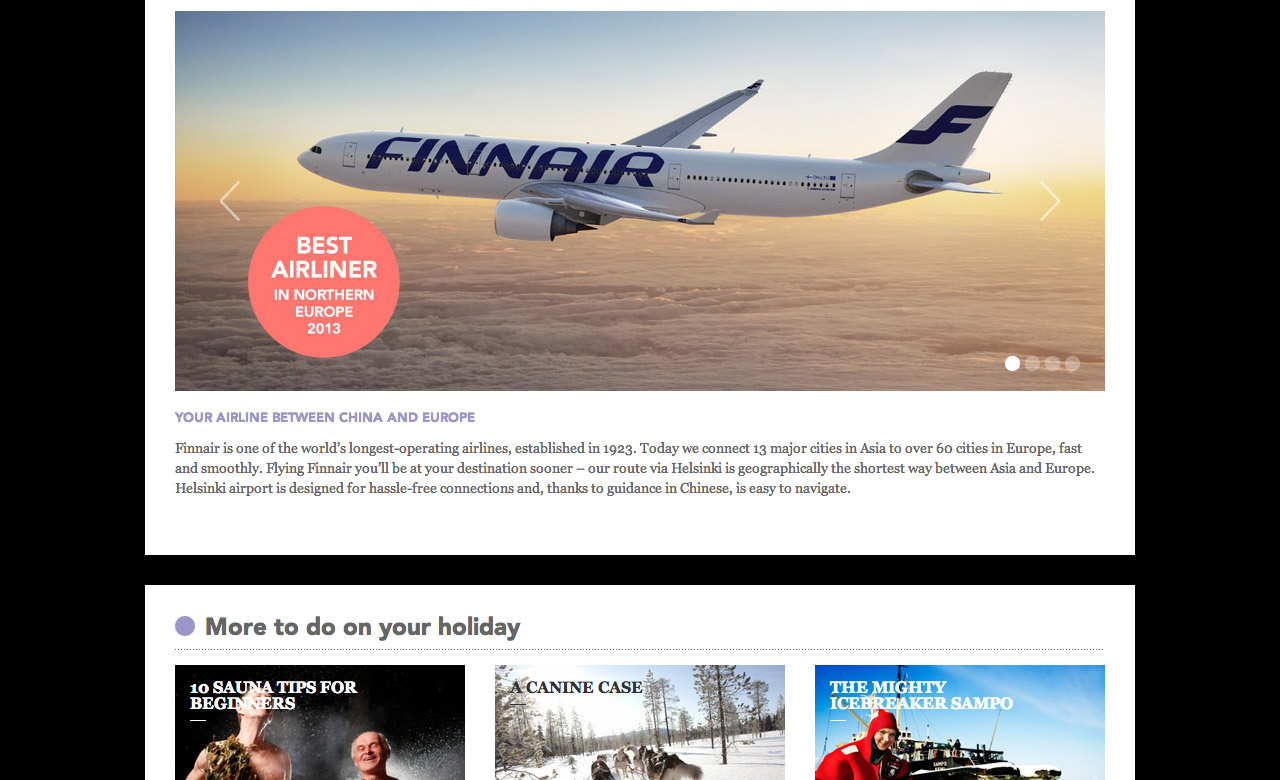 FINNAIR
OH-LTU
BEST
AIRLINER
IN NORTHERN
EUROPE
2013
YOUR AIRLINE BETWEEN CHINA AND EUROPE
Finnair is one of the world’s longest-operating airlines, established in 1923. Today we connect 13 major cities in Asia to over 60 cities in Europe, fast
and smoothly. Flying Finnair you’ll be at your destination sooner – our route via Helsinki is geographically the shortest way between Asia and Europe.
Helsinki airport is designed for hassle-free connections and, thanks to guidance in Chinese, is easy to navigate.
More to do on your holiday
10 SAUNA TIPS FOR
BEGINNERS
A CANINE CASE
THE MIGHTY
ICEBREAKER SAMPO
SAMPO